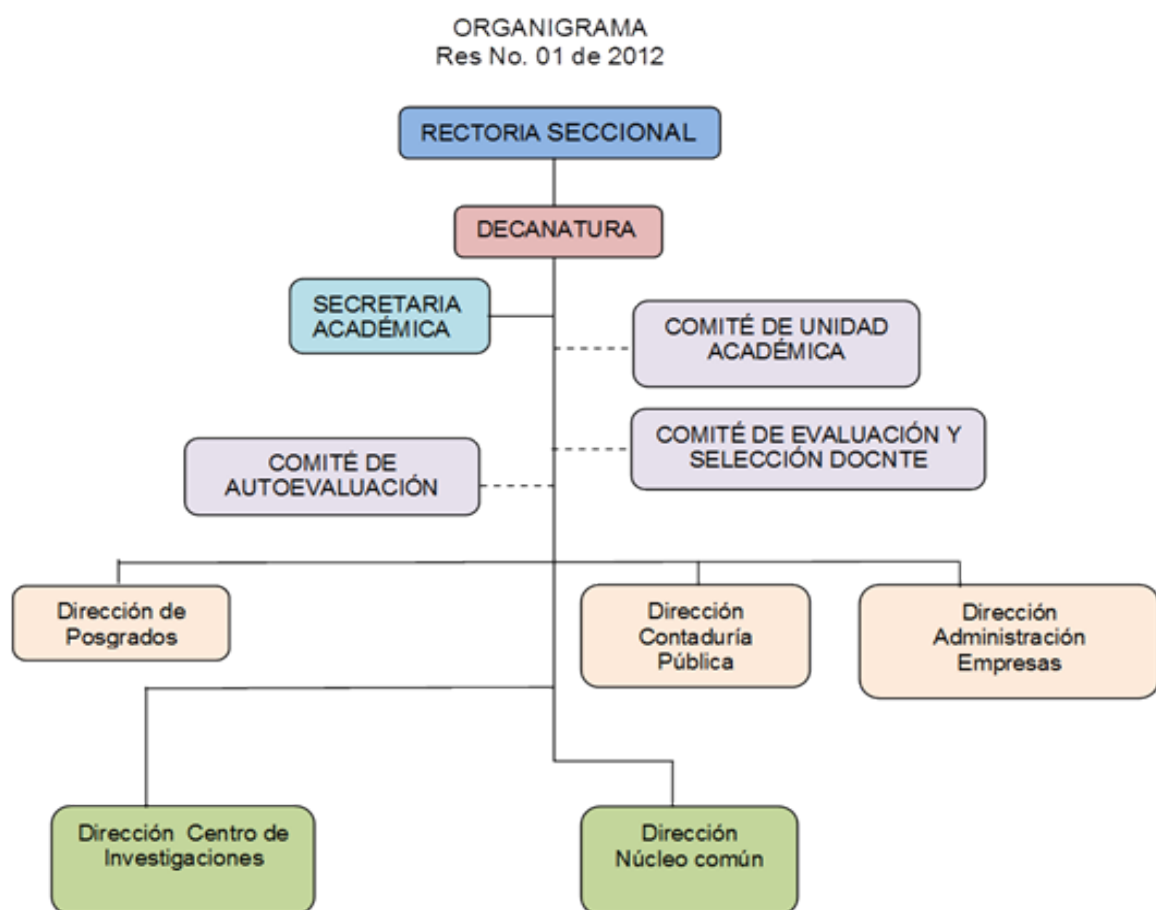 ORGANIGRAMA
Res No. 01 de 2012
RECTORIA SECCIONAL
DECANATURA
SECRETARIA
ACADÉMICA
COMITÉ DE UNIDAD
ACADÉMICA
COMITÉ DE EVALUACIÓN Y
SELECCIÓN DOCNTE
COMITÉ DE
AUTOEVALUACIÓN
Dirección de
Posgrados
Dirección
Contaduría
Pública
Dirección
Administración
Empresas
Dirección Centro de
Investigaciones
Dirección
Núcleo común